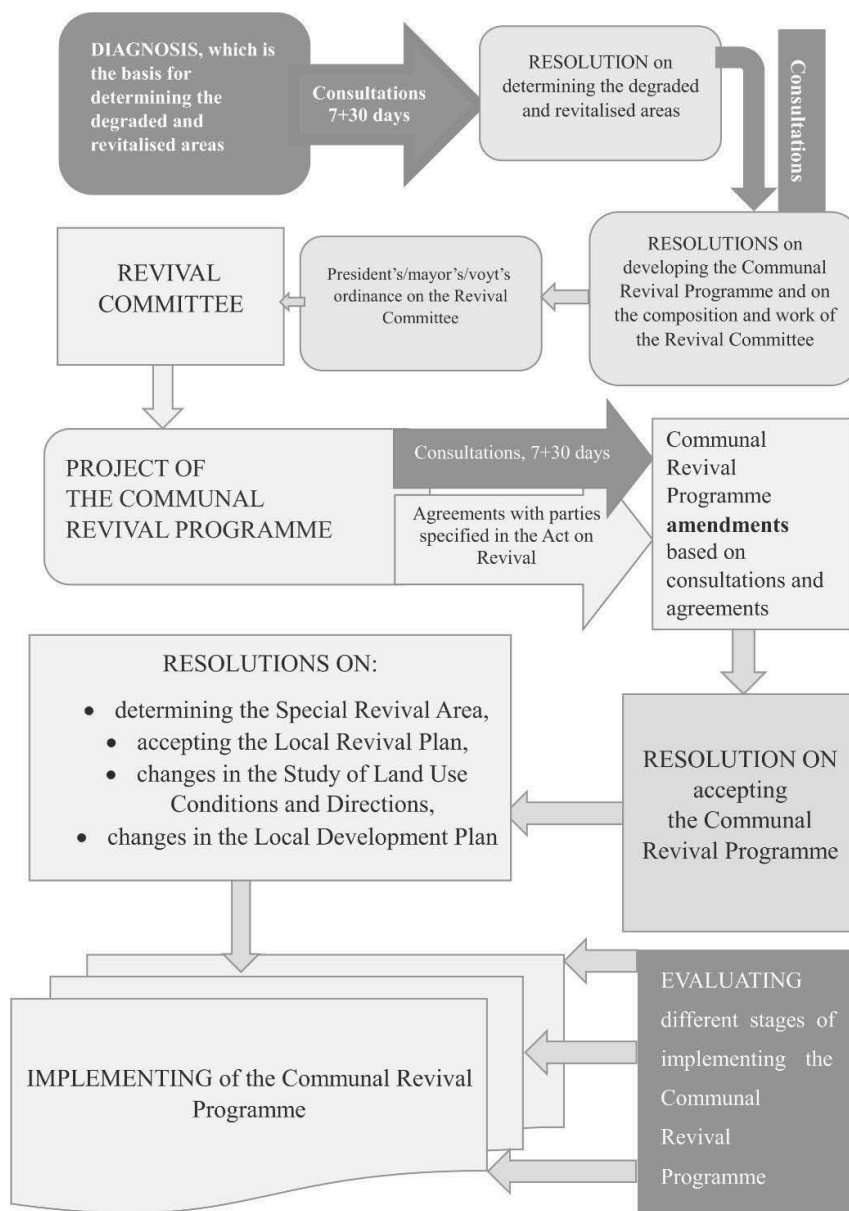 DIAGNOSIS, which is
the basis for
determining the
degraded and
revitalised areas
Consultations
7+30 days
RESOLUTION on
determining the degraded
and revitalised areas
Consultations
RESOLUTIONS on
developing the Communal
Revival Programme and on
the composition and work of
the Revival Committee
President's/mayor's/voyt's
ordinance on the Revival
Committee
REVIVAL
COMMITTEE
PROJECT OF
THE COMMUNAL
REVIVAL PROGRAMME
Consultations, 7+30 days
Agreements with parties
specified in the Act on
Revival
Communal
Revival
Programme
amendments
based on
consultations and
agreements
RESOLUTION ON
accepting
the Communal
Revival Programme
RESOLUTIONS ON:
• determining the Special Revival Area,
• accepting the Local Revival Plan,
• changes in the Study of Land Use
Conditions and Directions,
• changes in the Local Development Plan
IMPLEMENTING of the Communal Revival
Programme
EVALUATING
different stages of
implementing the
Communal
Revival
Programme